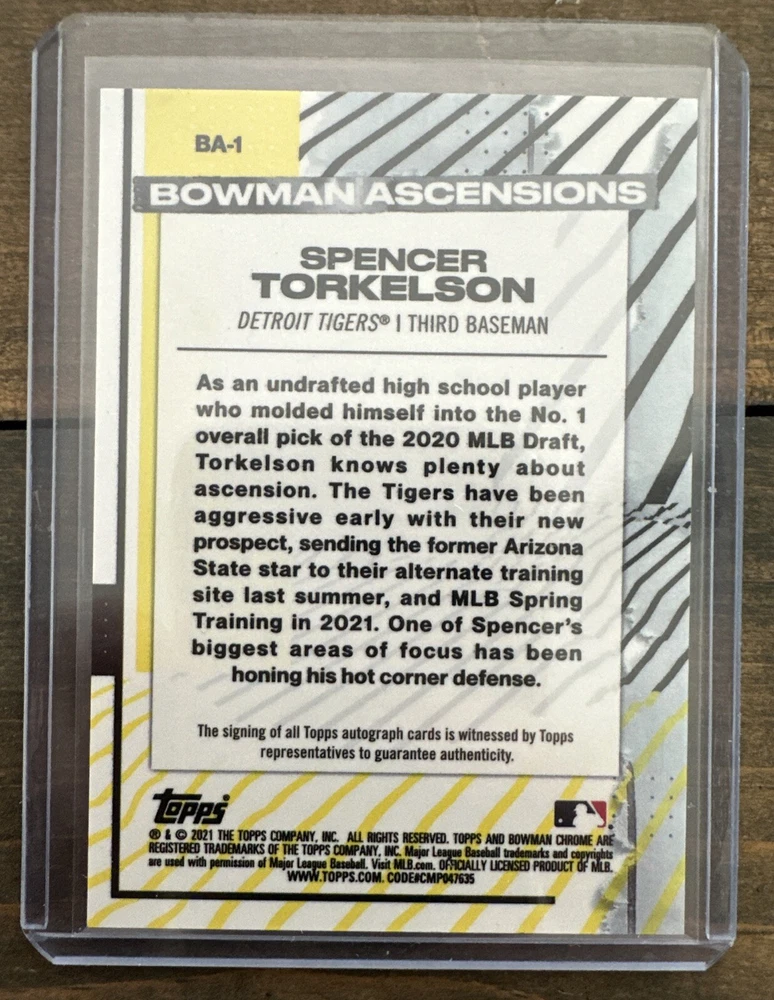 BA-1
BOWMAN ASCENSIONS
SPENCER
TORKELSON
DETROIT TIGERS® | THIRD BASEMAN
As an undrafted high school player
who molded himself into the No. 1
overall pick of the 2020 MLB Draft,
Torkelson knows plenty about
ascension. The Tigers have been
aggressive early with their new
prospect, sending the former Arizona
State star to their alternate training
site last summer, and MLB Spring
Training in 2021. One of Spencer's
biggest areas of focus has been
honing his hot corner defense.
The signing of all Topps autograph cards is witnessed by Topps
representatives to guarantee authenticity.
topps
® & © 2021 THE TOPPS COMPANY, INC. ALL RIGHTS RESERVED. TOPPS AND BOWMAN CHROME ARE
REGISTERED TRADEMARKS OF THE TOPPS COMPANY, INC. Major League Baseball trademarks and copyrights
are used with permission of Major League Baseball. Visit MLB.com. OFFICIALLY LICENSED PRODUCT OF MLB.
WWW.TOPPS.COM. CODE#CMP047635